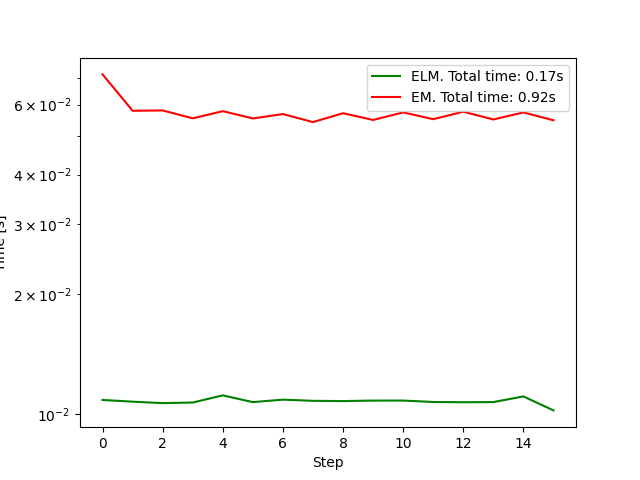 ELM. Total time: 0.17s
EM. Total time: 0.92s
6 × 10⁻²
4 × 10⁻²
3 × 10⁻²
2 × 10⁻²
10⁻²
[s]
0 2 4 6 8 10 12 14
Step